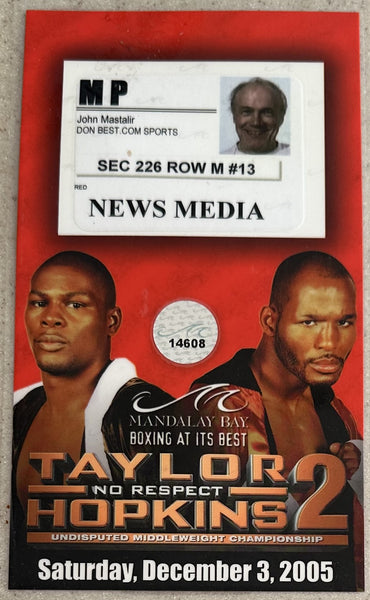 MP
John Mastalir
DON BEST.COM SPORTS
SEC 226 ROW M #13
RED
NEWS MEDIA
14608
MANDALAY BAY
BOXING AT ITS BEST
TAYLOR
NO RESPECT
HOPKINS 2
UNDISPUTED MIDDLEWEIGHT CHAMPIONSHIP
Saturday, December 3, 2005